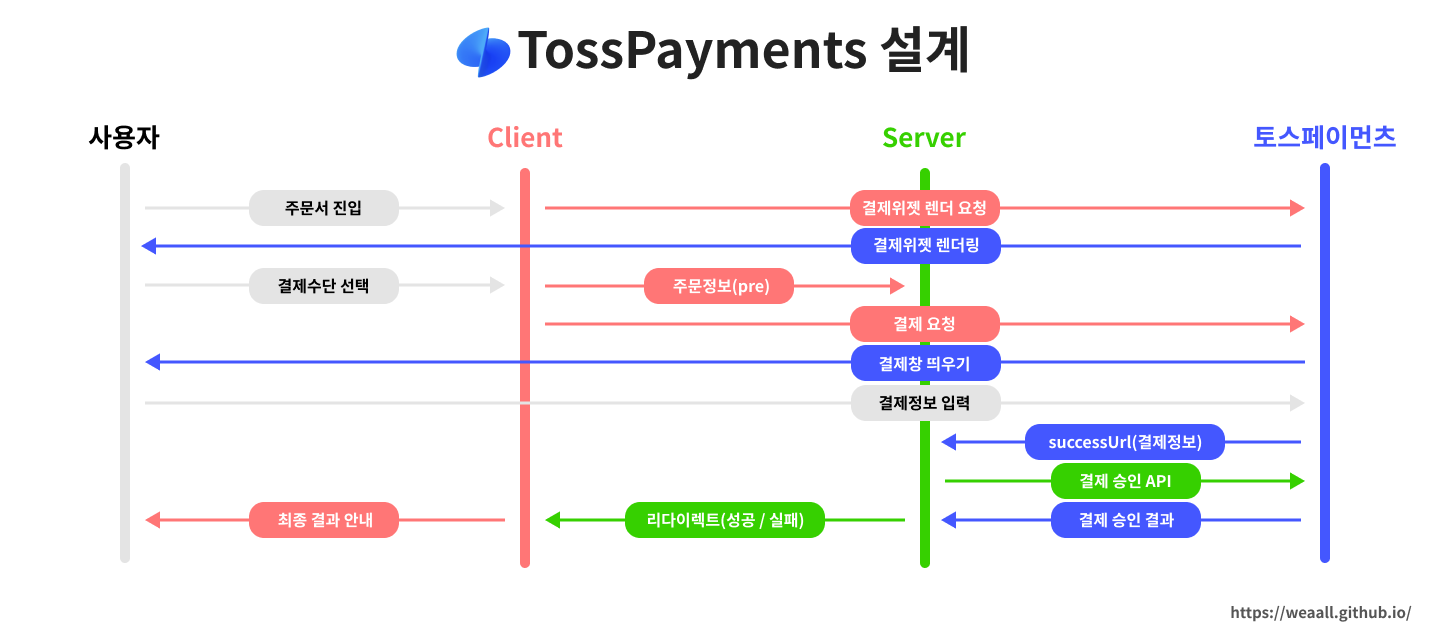 TossPayments 설계
사용자
Client
Server
토스페이먼츠
주문서 진입
결제위젯 렌더 요청
결제위젯 렌더링
결제수단 선택
주문정보(pre)
결제 요청
결제창 띄우기
결제정보 입력
successUrl(결제정보)
결제 승인 API
최종 결과 안내
리다이렉트(성공 / 실패)
결제 승인 결과
https://weaall.github.io/